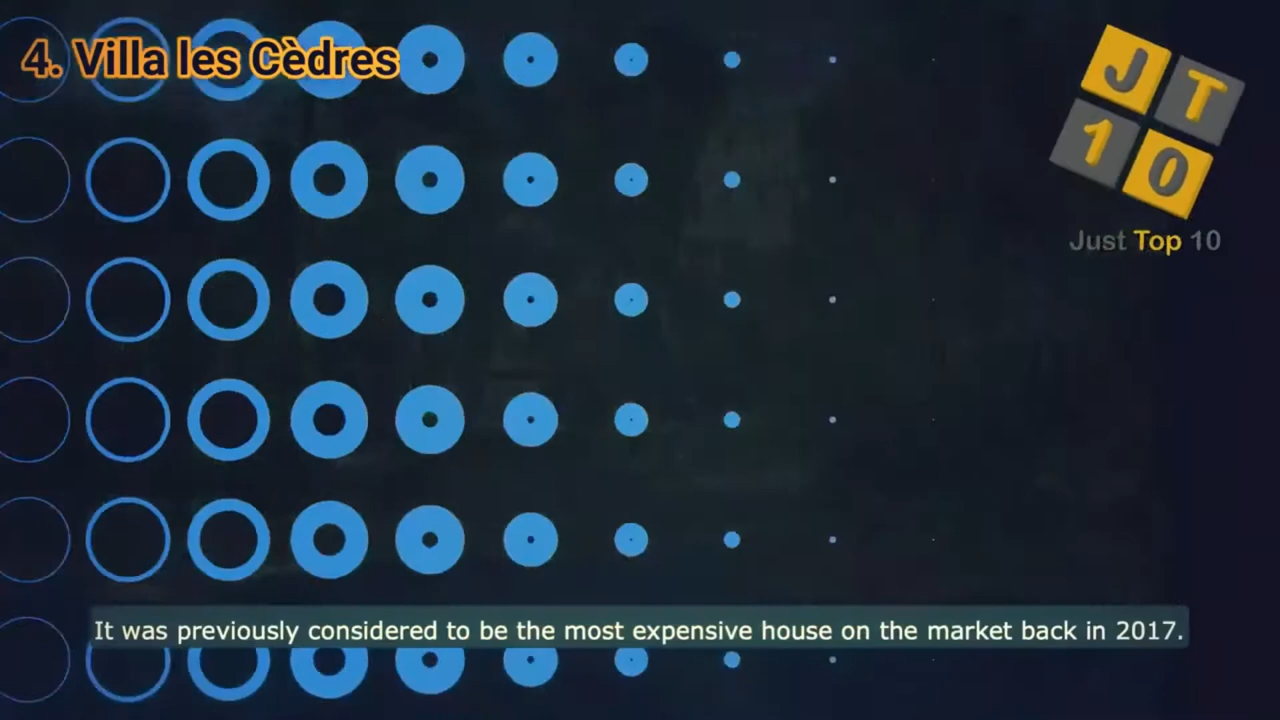 4. Villa les Cèdres
J T
1 0
Just Top 10
It was previously considered to be the most expensive house on the market back in 2017.